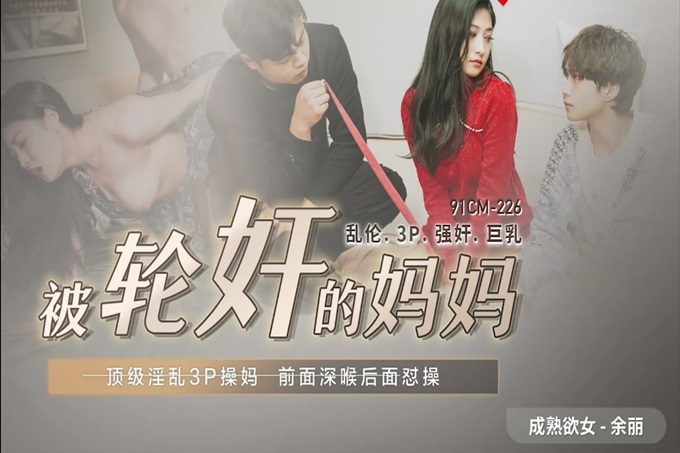 91CM-226
乱伦. 3P. 强奸. 巨乳
被轮奸的妈妈
顶级淫乱3P操妈 前面深喉后面怼操
成熟欲女 - 余丽